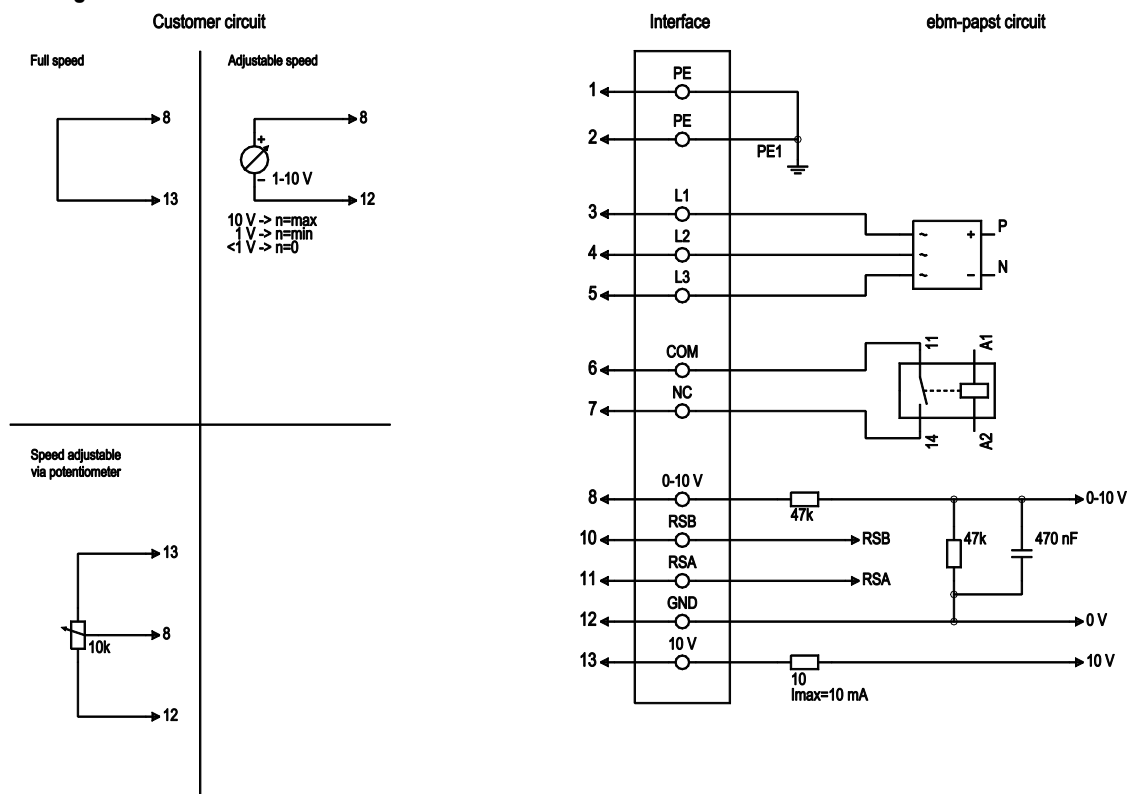 Customer circuit
Interface
ebm-papst circuit
Full speed
8
13
Adjustable speed
8
+
–
1-10 V
12
10 V -> n=max
1 V -> n=min
<1 V -> n=0
Speed adjustable
via potentiometer
13
8
10k
12
1
PE
2
PE
PE1
3
L1
4
L2
5
L3
~
~
~
+
–
P
N
6
COM
7
NC
11
14
A1
A2
8
0-10 V
47k
0-10 V
10
RSB
RSB
47k
470 nF
11
RSA
RSA
12
GND
0 V
13
10 V
10
Imax=10 mA
10 V